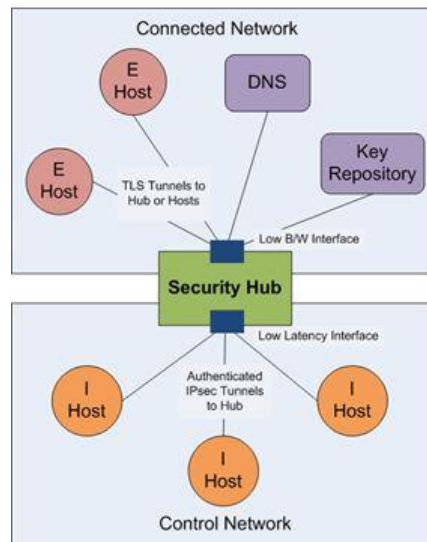 Connected Network
E
Host
DNS
E
Host
TLS Tunnels to
Hub or Hosts
Key
Repository
Low B/W Interface
Security Hub
Low Latency Interface
I
Host
Authenticated
IPsec Tunnels
to Hub
I
Host
I
Host
Control Network